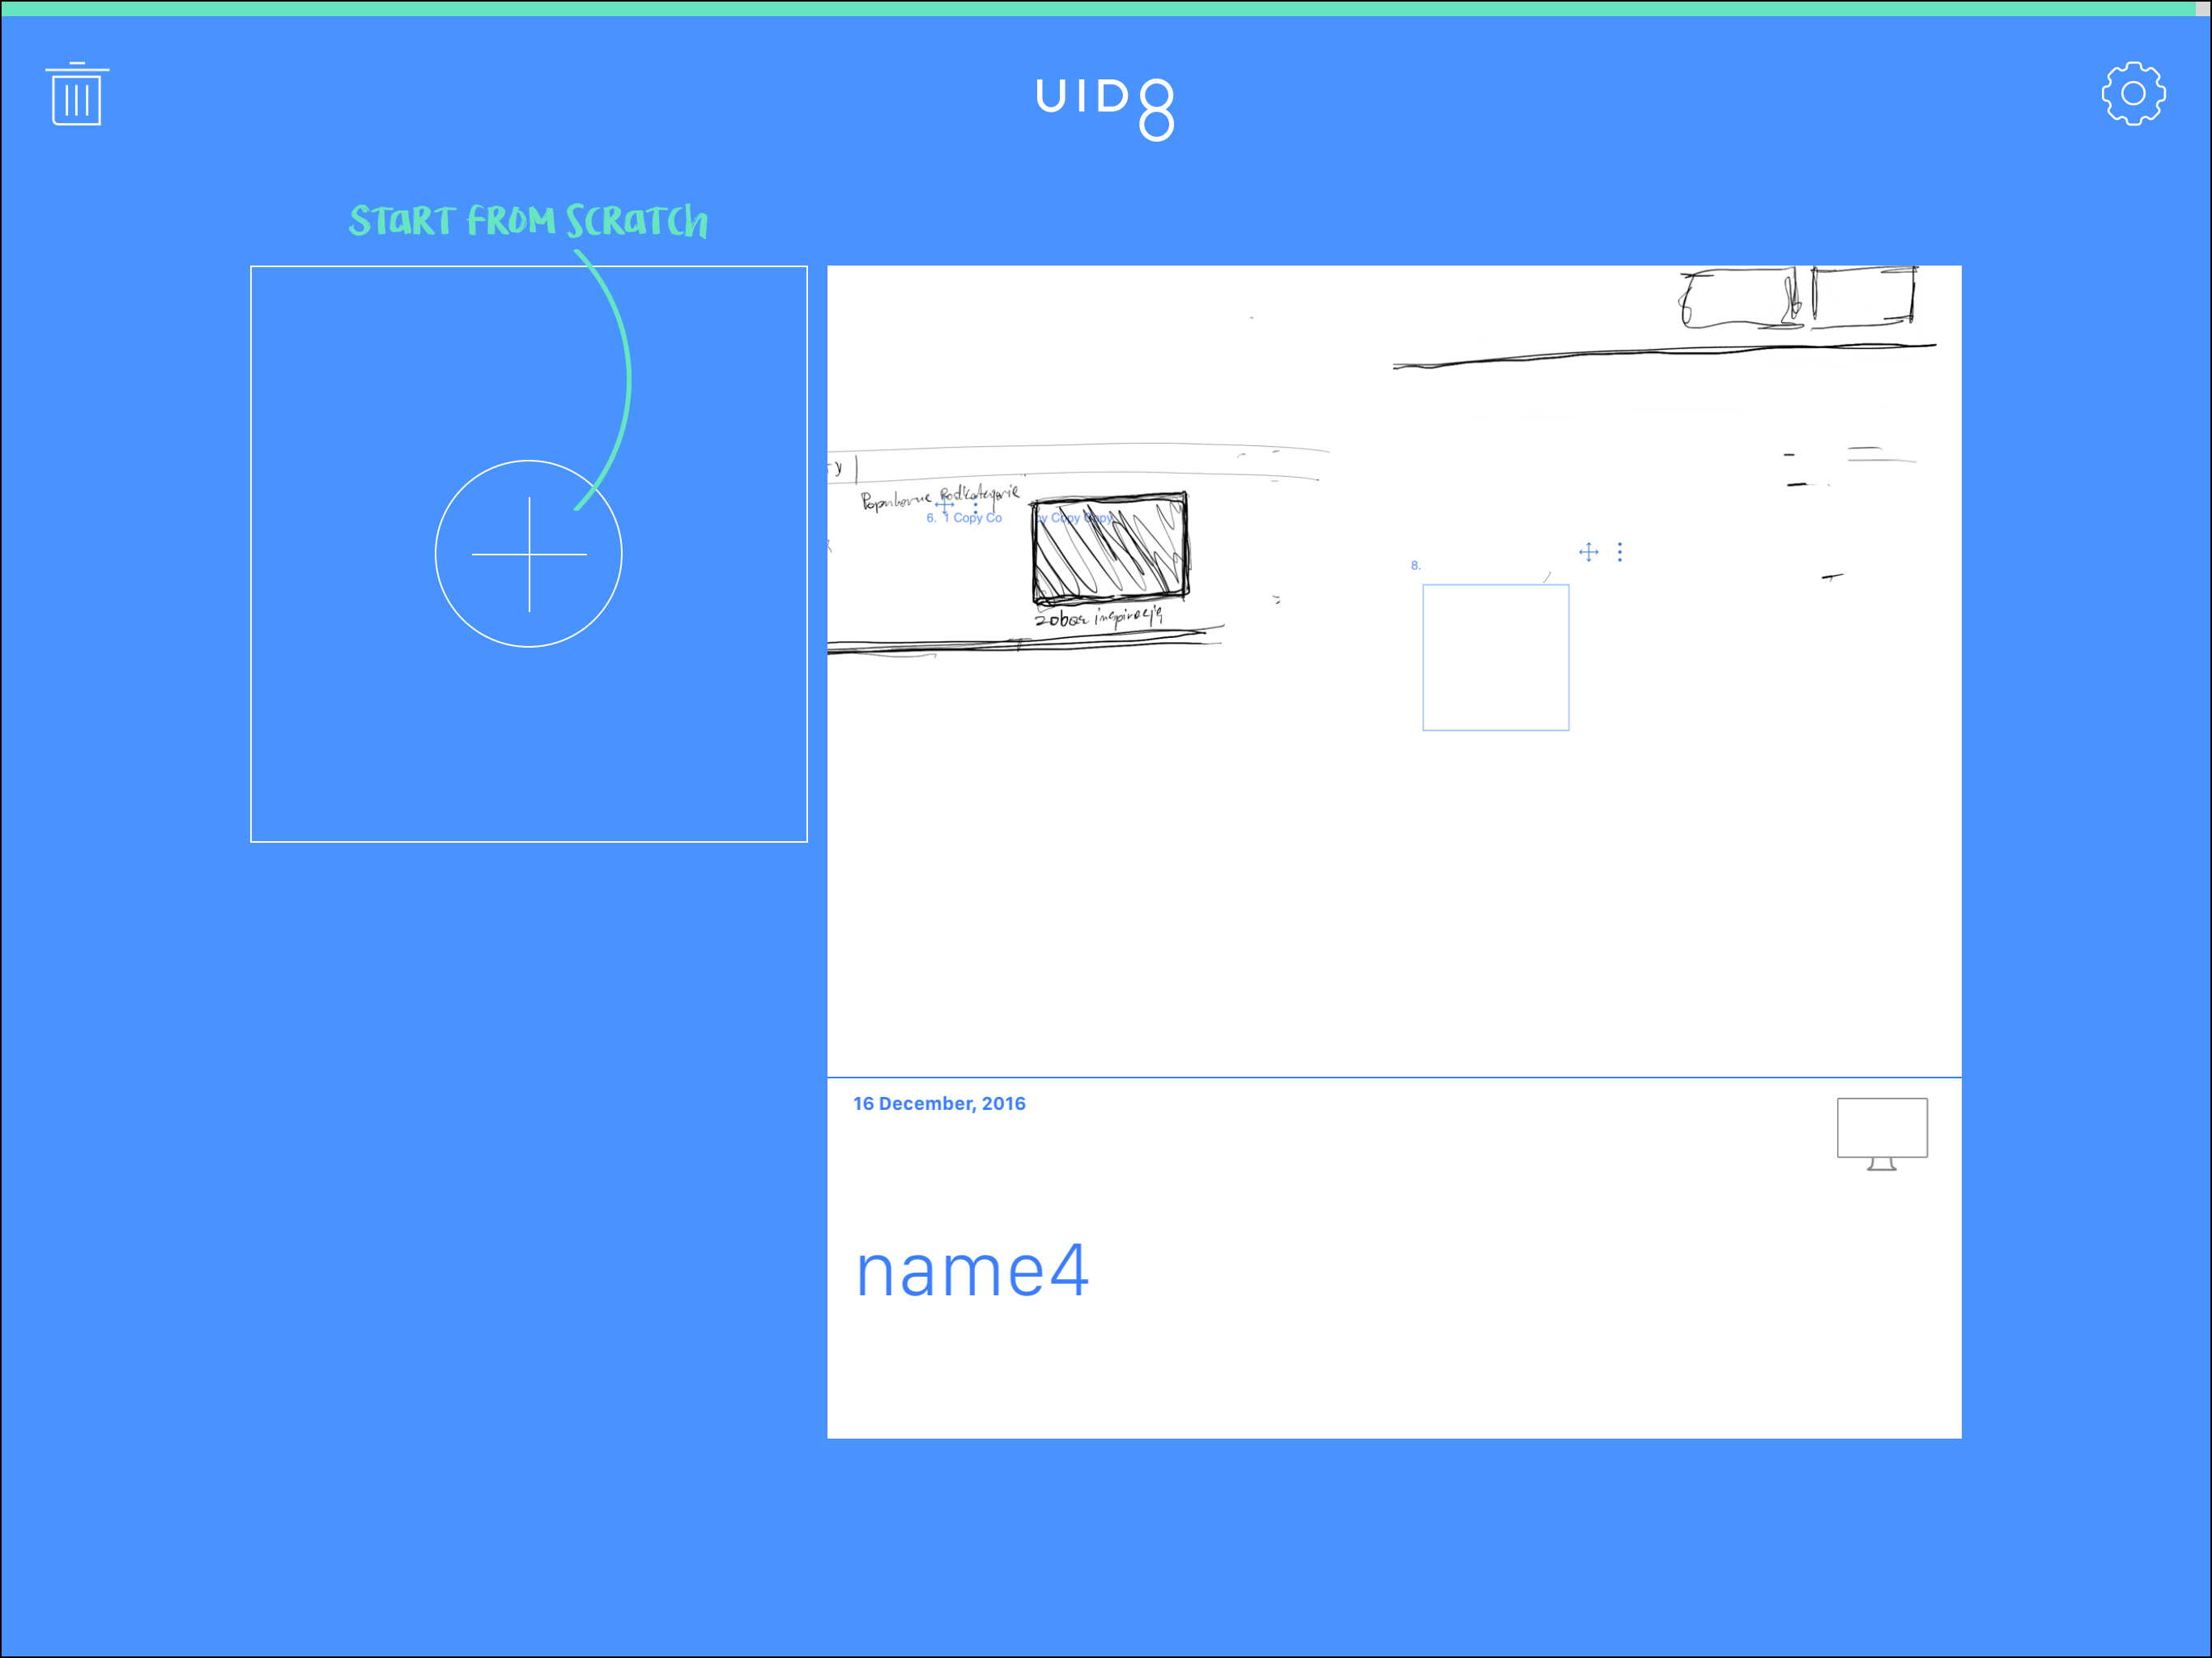 UID8
START FROM SCRATCH
y
Popularne Podkategorie
6. 1 Copy Co py Copy Copy
8.
zobacz inspiracje
16 December, 2016
name4